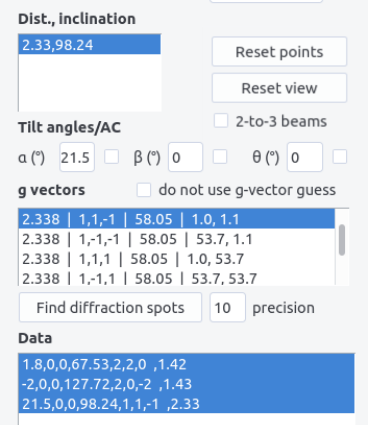 Dist., inclination
2.33,98.24
Reset points
Reset view
2-to-3 beams
Tilt angles/AC
α (°) 21.5 β (°) 0 θ (°) 0
g vectors do not use g-vector guess
2.338 | 1,1,-1 | 58.05 | 1.0, 1.1
2.338 | 1,-1,-1 | 58.05 | 53.7, 1.1
2.338 | 1,1,1 | 58.05 | 1.0, 53.7
2.338 | 1,-1,1 | 58.05 | 53.7, 53.7
Find diffraction spots 10 precision
Data
1.8,0,0,67.53,2,2,0 ,1.42
-2,0,0,127.72,2,0,-2 ,1.43
21.5,0,0,98.24,1,1,-1 ,2.33